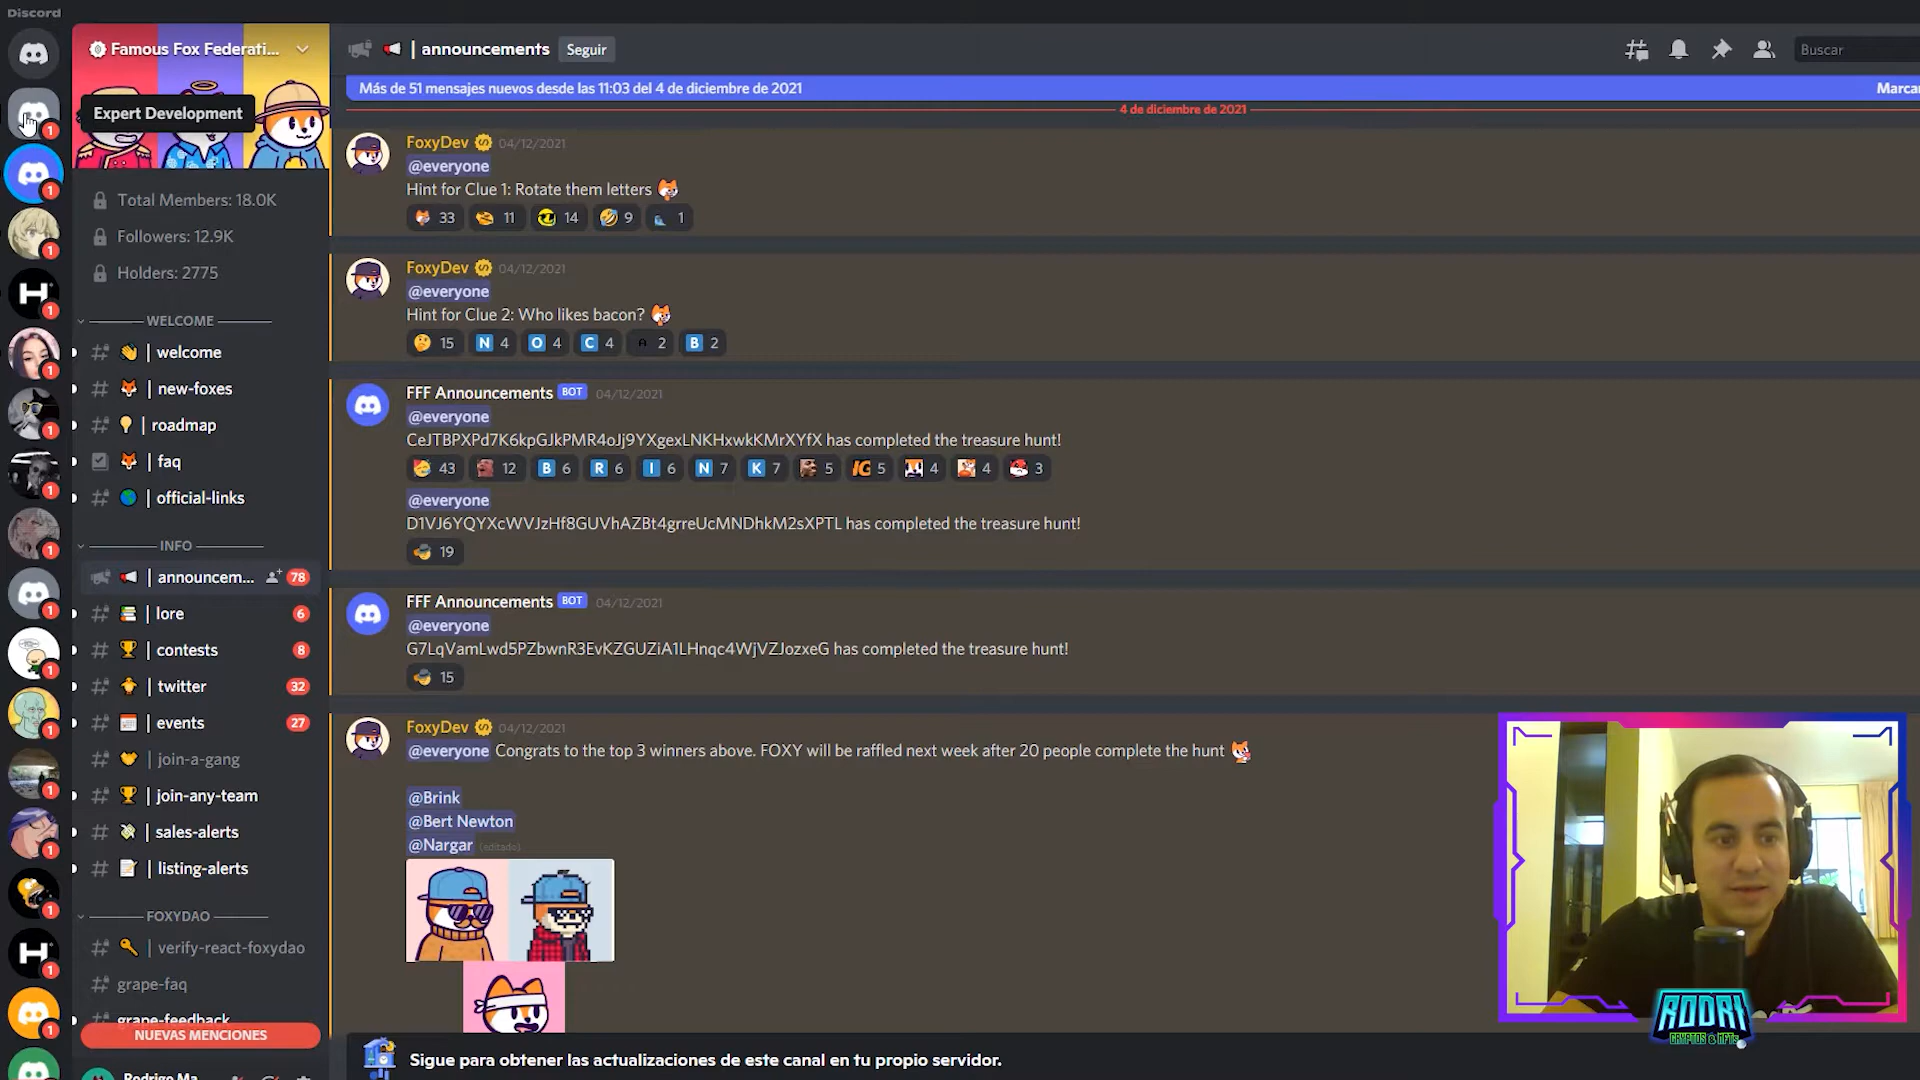 Discord
Famous Fox Federati...
Expert Development
Total Members: 18.0K
Followers: 12.9K
Holders: 2775
WELCOME
| welcome
| new-foxes
| roadmap
| faq
| official-links
INFO
| announcem... 78
| lore 6
| contests 8
| twitter 32
| events 27
| join-a-gang
| join-any-team
| sales-alerts
| listing-alerts
FOXYDAO
| verify-react-foxydao
grape-faq
grape-feedback
NUEVAS MENCIONES
Rodrigo Ma
| announcements Seguir
Buscar
Más de 51 mensajes nuevos desde las 11:03 del 4 de diciembre de 2021
Marcar
4 de diciembre de 2021
FoxyDev 04/12/2021
@everyone
Hint for Clue 1: Rotate them letters
33 11 14 9 1
FoxyDev 04/12/2021
@everyone
Hint for Clue 2: Who likes bacon?
15 N 4 O 4 C 4 A 2 B 2
FFF Announcements BOT 04/12/2021
@everyone
CeJTBPXPd7K6kpGJkPMR4oJj9YXgexLNKHxwkKMrXYfX has completed the treasure hunt!
43 12 B 6 R 6 I 6 N 7 K 7 5 IG 5 4 4 3
@everyone
D1VJ6YQYXcWVJzHf8GUVhAZBt4grreUcMNDhkM2sXPTL has completed the treasure hunt!
19
FFF Announcements BOT 04/12/2021
@everyone
G7LqVamLwd5PZbwnR3EvKZGUZiA1LHnqc4WjVZJozxeG has completed the treasure hunt!
15
FoxyDev 04/12/2021
@everyone Congrats to the top 3 winners above. FOXY will be raffled next week after 20 people complete the hunt
@Brink
@Bert Newton
@Nargar (editado)
Sigue para obtener las actualizaciones de este canal en tu propio servidor.
RODRI
CRYPTOS & NFTs